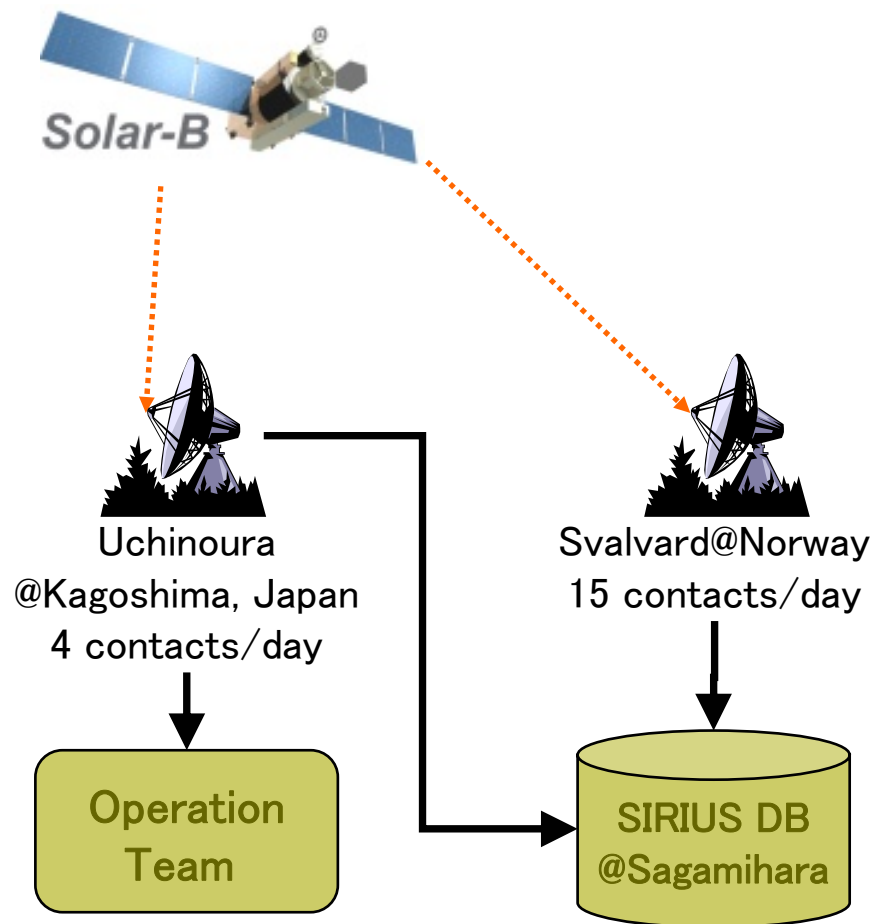 Solar-B
Uchinoura
@Kagoshima, Japan
4 contacts/day
Svalvard@Norway
15 contacts/day
Operation
Team
SIRIUS DB
@Sagamihara